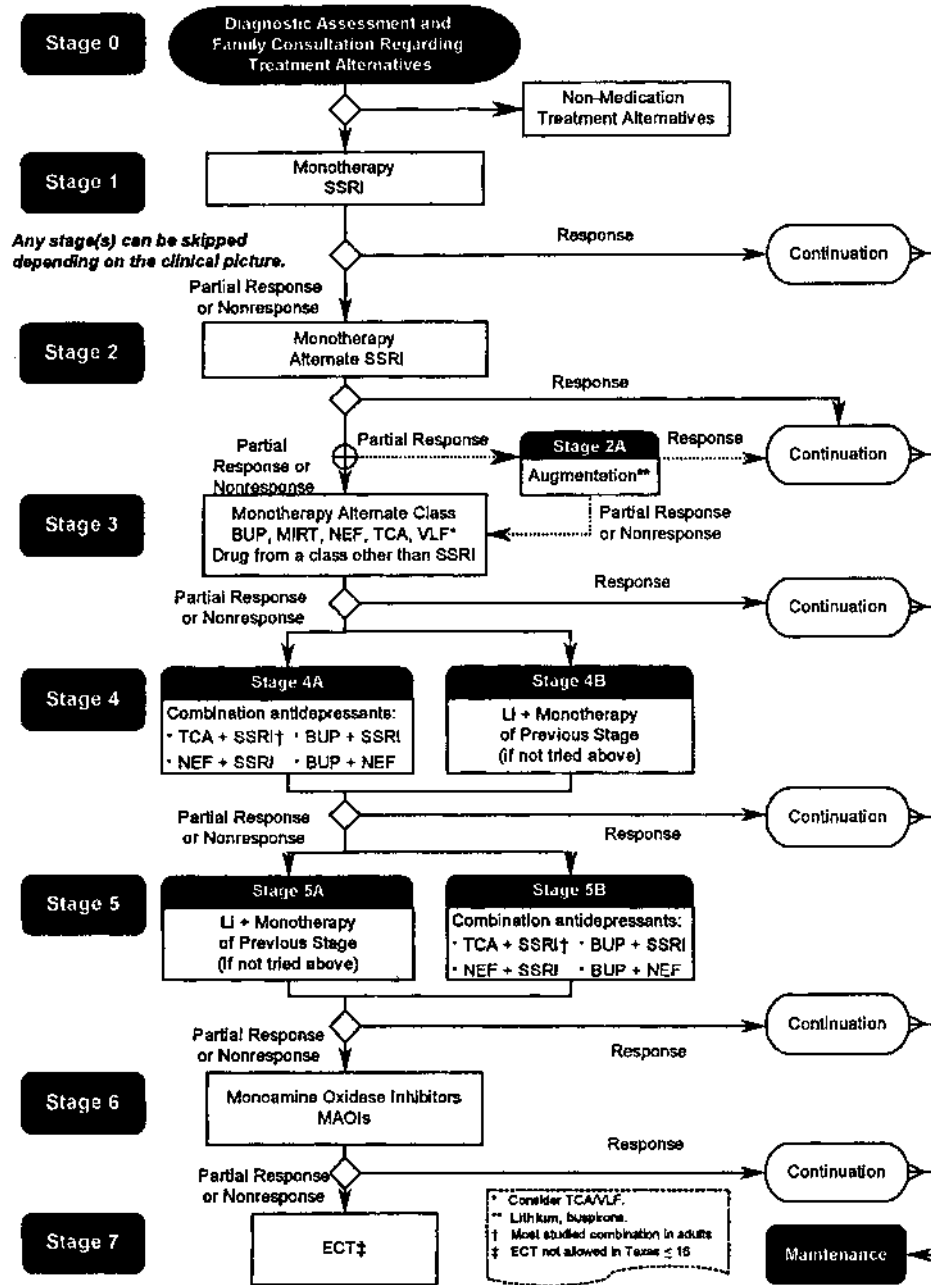 Stage 0
Diagnostic Assessment and
Family Consultation Regarding
Treatment Alternatives
Non-Medication
Treatment Alternatives
Stage 1
Monotherapy
SSRI
Any stage(s) can be skipped
depending on the clinical picture.
Response
Continuation
Partial Response
or Nonresponse
Stage 2
Monotherapy
Alternate SSRI
Response
Continuation
Partial
Response or
Nonresponse
Partial Response
Stage 2A
Augmentation**
Response
Partial Response
or Nonresponse
Stage 3
Monotherapy Alternate Class
BUP, MIRT, NEF, TCA, VLF*
Drug from a class other than SSRI
Partial Response
or Nonresponse
Response
Continuation
Stage 4
Stage 4A
Combination antidepressants:
· TCA + SSRI† · BUP + SSRI
· NEF + SSRI · BUP + NEF
Stage 4B
Li + Monotherapy
of Previous Stage
(if not tried above)
Partial Response
or Nonresponse
Response
Continuation
Stage 5
Stage 5A
Li + Monotherapy
of Previous Stage
(if not tried above)
Stage 5B
Combination antidepressants:
· TCA + SSRI† · BUP + SSRI
· NEF + SSRI · BUP + NEF
Partial Response
or Nonresponse
Response
Continuation
Stage 6
Monoamine Oxidase Inhibitors
MAOIs
Partial Response
or Nonresponse
Response
Continuation
Stage 7
ECT‡
* Consider TCA/VLF.
** Lithium, buspirone.
† Most studied combination in adults
‡ ECT not allowed in Texas ≤ 16
Maintenance